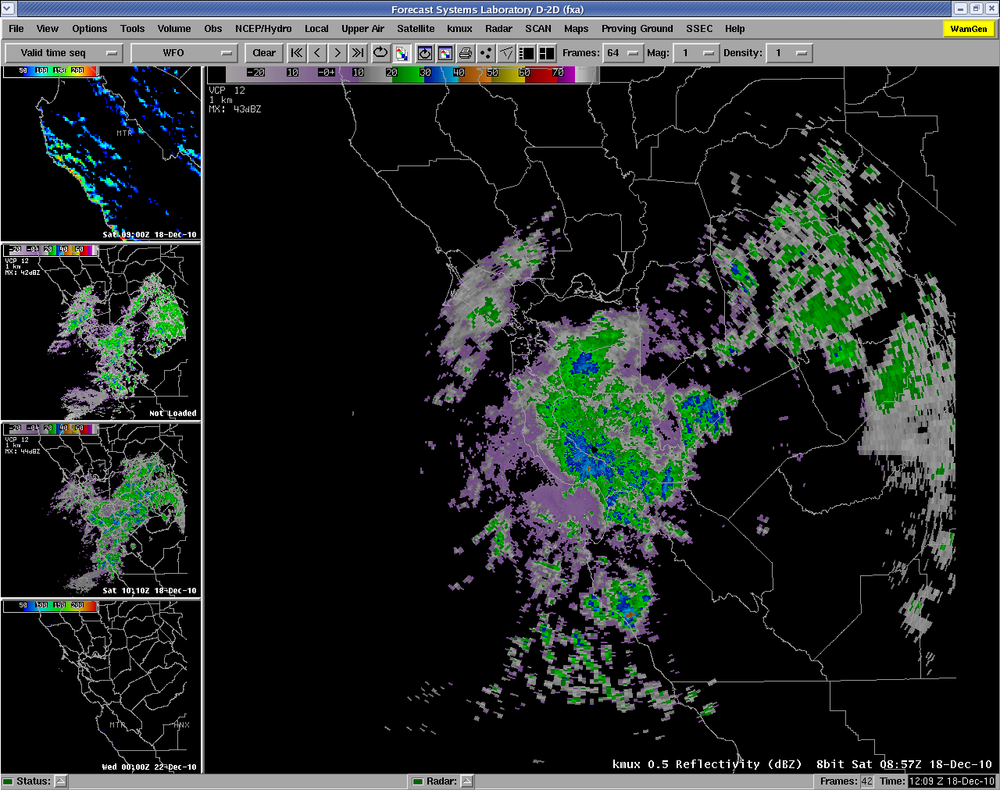 Forecast Systems Laboratory D-2D (fxa)
File View Options Tools Volume Obs NCEP/Hydro Local Upper Air Satellite kmux Radar SCAN Maps Proving Ground SSEC Help WarnGen
Valid time seq WFO Clear Frames: 64 Mag: 1 Density: 1
50 100 150 200
MTR
Sat 09:00Z 18-Dec-10
-20 -0+ 20 40 60
VCP 12
1 km
MX: 42dBZ
Not Loaded
-20 -0+ 20 40 60
VCP 12
1 km
MX: 44dBZ
Sat 10:10Z 18-Dec-10
50 100 150 200
MTR HNX
Wed 00:00Z 22-Dec-10
-20 10 -0+ 10 20 30 40 50 60 70
VCP 12
1 km
MX: 43dBZ
kmux 0.5 Reflectivity (dBZ) 8bit Sat 08:57Z 18-Dec-10
Status: Radar: Frames: 42 Time: 12:09 Z 18-Dec-10